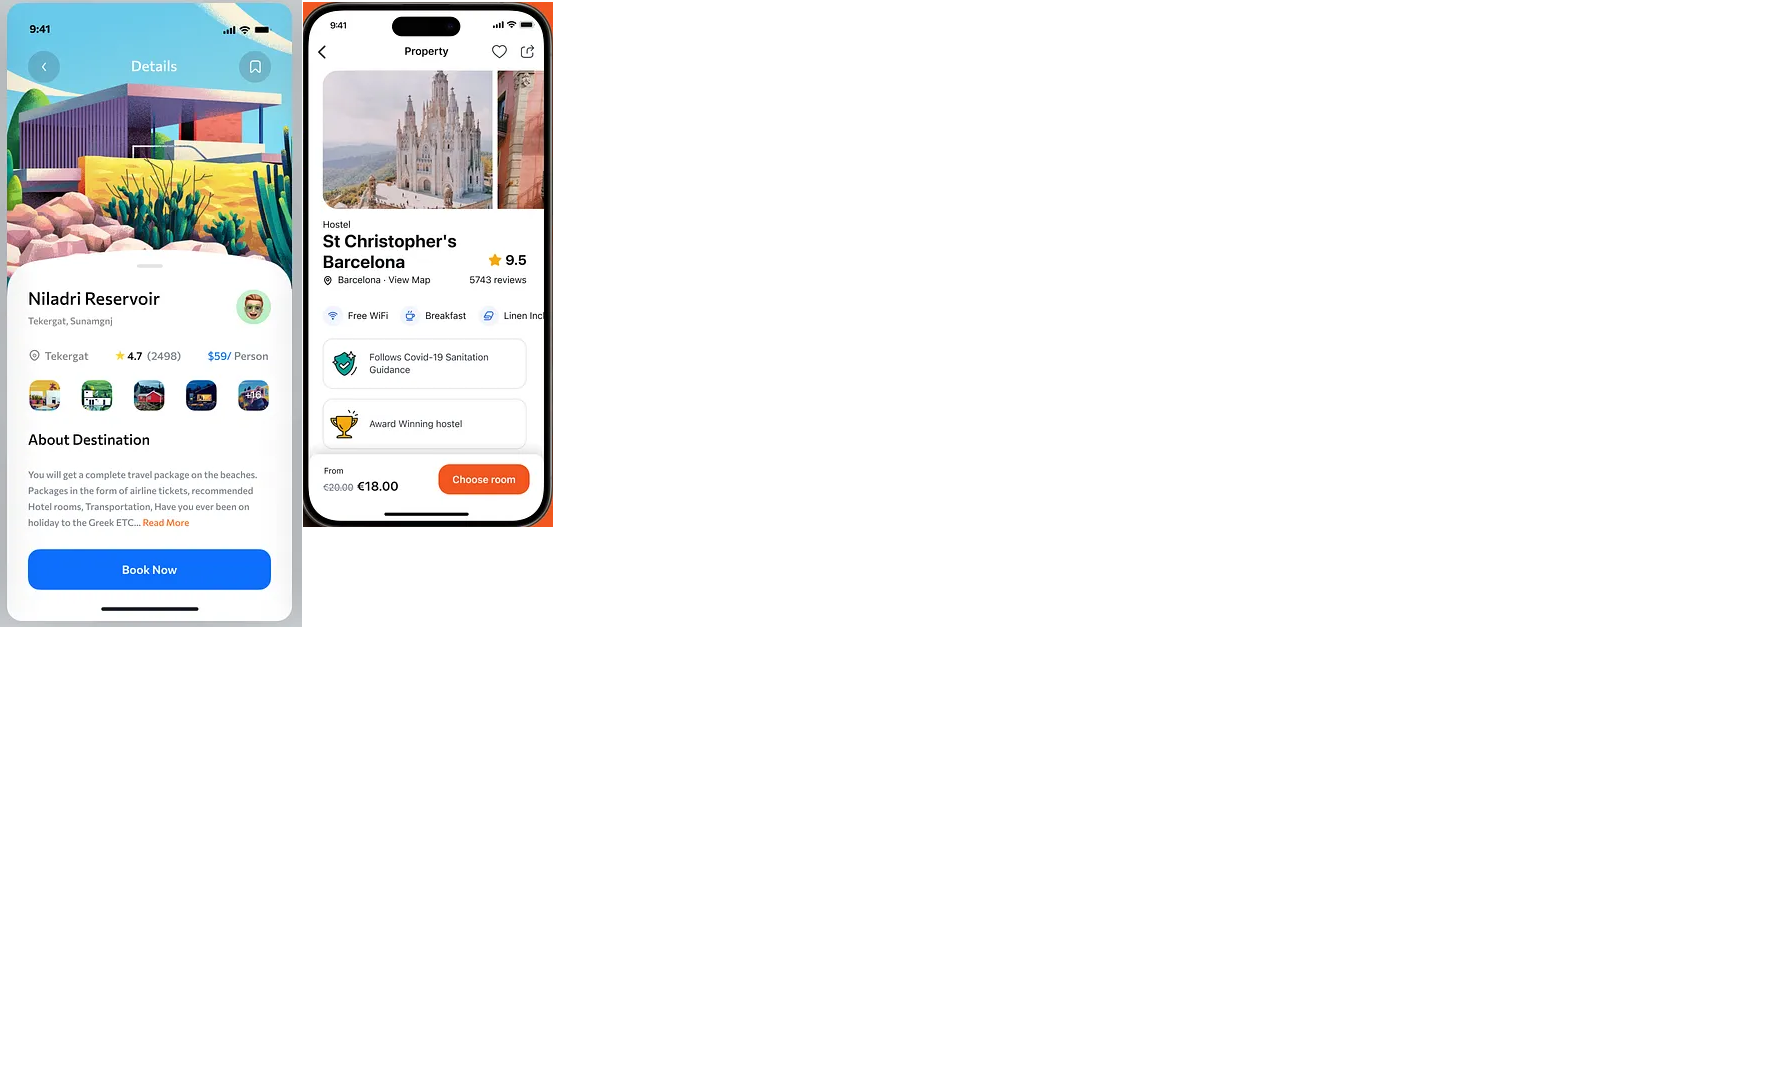 9:41
Details
Niladri Reservoir
Tekergat, Sunamgnj
Tekergat
4.7 (2498)
$59/ Person
+16
About Destination
You will get a complete travel package on the beaches.
Packages in the form of airline tickets, recommended
Hotel rooms, Transportation, Have you ever been on
holiday to the Greek ETC... Read More
Book Now
9:41
Property
Hostel
St Christopher's
Barcelona
9.5
Barcelona · View Map
5743 reviews
Free WiFi
Breakfast
Linen Incl
Follows Covid-19 Sanitation
Guidance
Award Winning hostel
From
€20.00 €18.00
Choose room